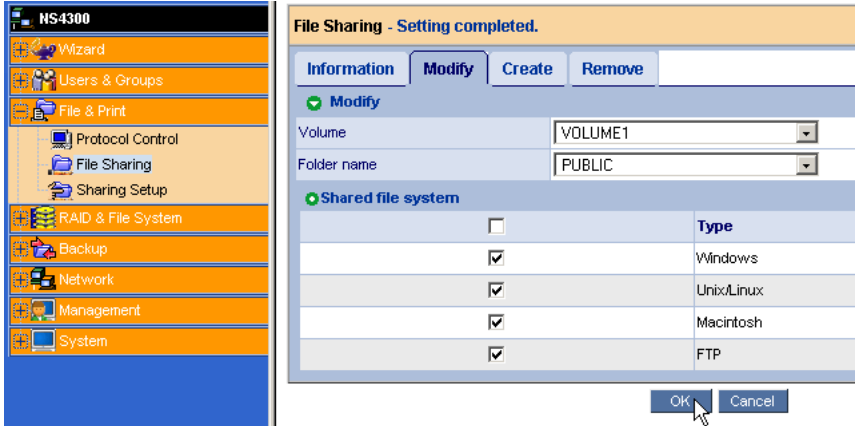 NS4300
Wizard
Users & Groups
File & Print
Protocol Control
File Sharing
Sharing Setup
RAID & File System
Backup
Network
Management
System
File Sharing - Setting completed.
Information Modify Create Remove
Modify
Volume VOLUME1
Folder name PUBLIC
Shared file system
Type
Windows
Unix/Linux
Macintosh
FTP
OK Cancel